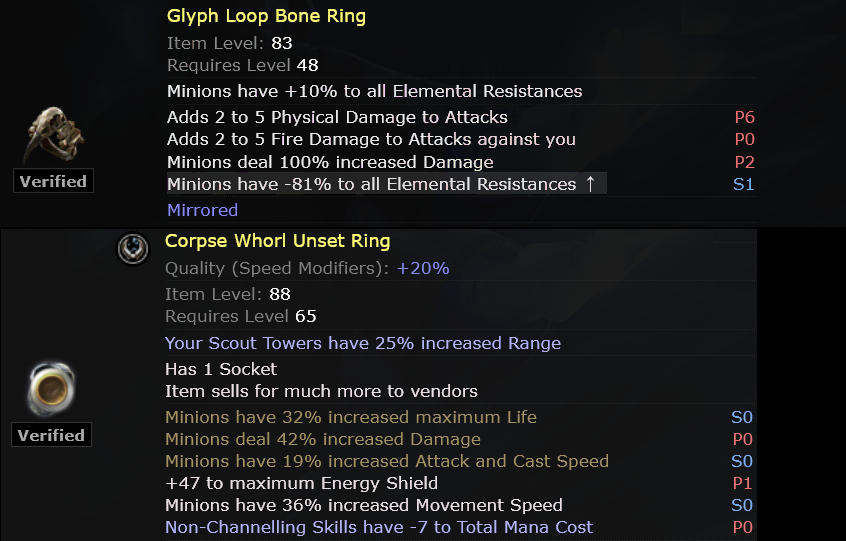 Glyph Loop Bone Ring
Item Level: 83
Requires Level 48
Minions have +10% to all Elemental Resistances
Adds 2 to 5 Physical Damage to Attacks P6
Adds 2 to 5 Fire Damage to Attacks against you P0
Minions deal 100% increased Damage P2
Verified
Minions have -81% to all Elemental Resistances ↑ S1
Mirrored
Corpse Whorl Unset Ring
Quality (Speed Modifiers): +20%
Item Level: 88
Requires Level 65
Your Scout Towers have 25% increased Range
Has 1 Socket
Item sells for much more to vendors
Minions have 32% increased maximum Life S0
Verified
Minions deal 42% increased Damage P0
Minions have 19% increased Attack and Cast Speed S0
+47 to maximum Energy Shield P1
Minions have 36% increased Movement Speed S0
Non-Channelling Skills have -7 to Total Mana Cost P0